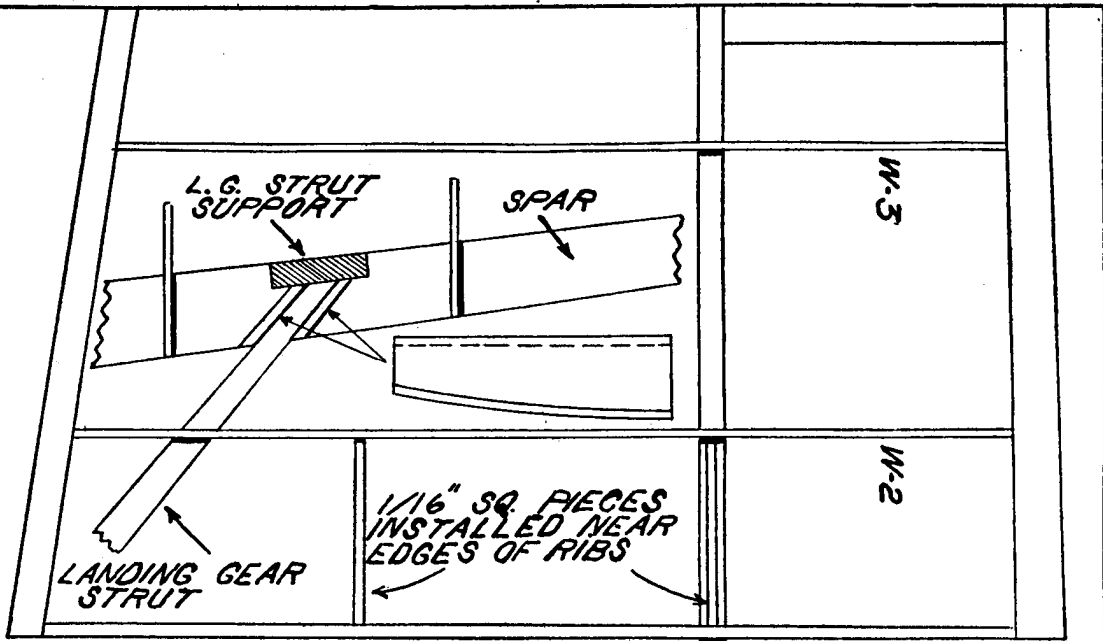 L.G. STRUT
SUPPORT
SPAR
W-3
W-2
1/16" SQ. PIECES
INSTALLED NEAR
EDGES OF RIBS
LANDING GEAR
STRUT